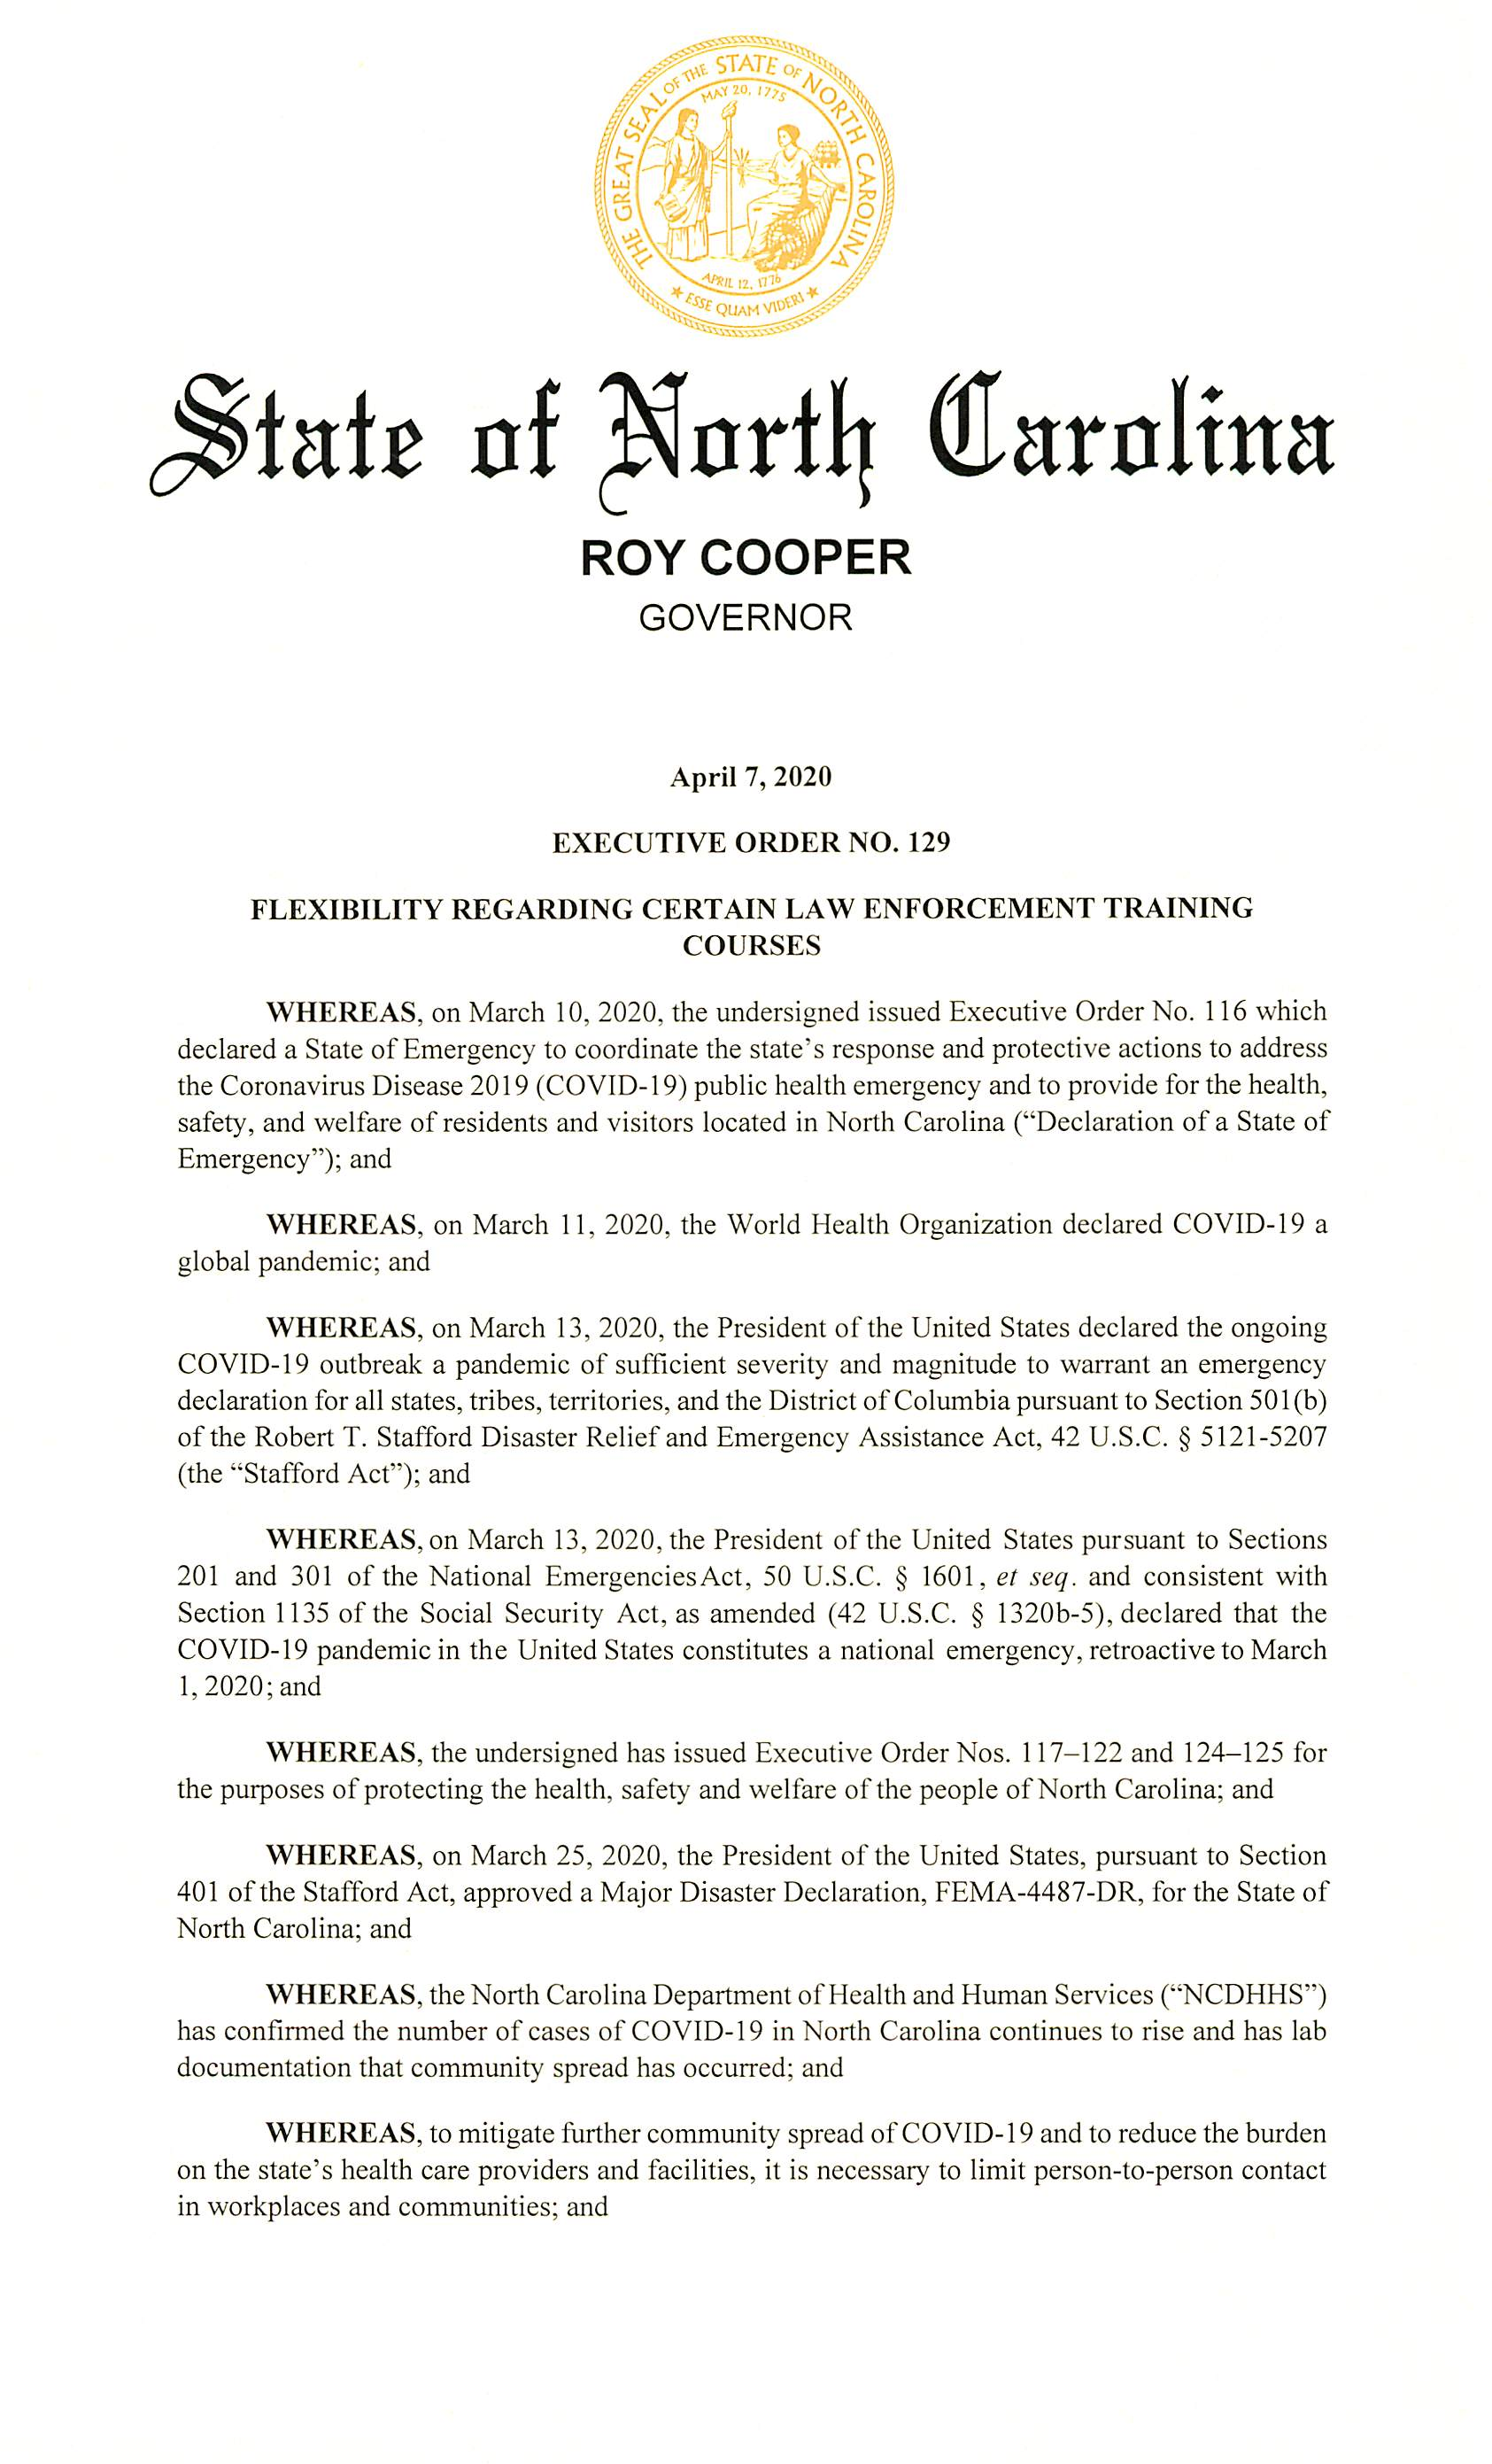 THE GREAT SEAL OF THE STATE OF NORTH CAROLINA
MAY 20, 1775
APRIL 12, 1776
★ ESSE QUAM VIDERI ★
State of North Carolina
ROY COOPER
GOVERNOR
April 7, 2020
EXECUTIVE ORDER NO. 129
FLEXIBILITY REGARDING CERTAIN LAW ENFORCEMENT TRAINING
COURSES
WHEREAS, on March 10, 2020, the undersigned issued Executive Order No. 116 which
declared a State of Emergency to coordinate the state's response and protective actions to address
the Coronavirus Disease 2019 (COVID-19) public health emergency and to provide for the health,
safety, and welfare of residents and visitors located in North Carolina (“Declaration of a State of
Emergency”); and
WHEREAS, on March 11, 2020, the World Health Organization declared COVID-19 a
global pandemic; and
WHEREAS, on March 13, 2020, the President of the United States declared the ongoing
COVID-19 outbreak a pandemic of sufficient severity and magnitude to warrant an emergency
declaration for all states, tribes, territories, and the District of Columbia pursuant to Section 501(b)
of the Robert T. Stafford Disaster Relief and Emergency Assistance Act, 42 U.S.C. § 5121-5207
(the “Stafford Act”); and
WHEREAS, on March 13, 2020, the President of the United States pursuant to Sections
201 and 301 of the National Emergencies Act, 50 U.S.C. § 1601, et seq. and consistent with
Section 1135 of the Social Security Act, as amended (42 U.S.C. § 1320b-5), declared that the
COVID-19 pandemic in the United States constitutes a national emergency, retroactive to March
1, 2020; and
WHEREAS, the undersigned has issued Executive Order Nos. 117–122 and 124–125 for
the purposes of protecting the health, safety and welfare of the people of North Carolina; and
WHEREAS, on March 25, 2020, the President of the United States, pursuant to Section
401 of the Stafford Act, approved a Major Disaster Declaration, FEMA-4487-DR, for the State of
North Carolina; and
WHEREAS, the North Carolina Department of Health and Human Services (“NCDHHS”)
has confirmed the number of cases of COVID-19 in North Carolina continues to rise and has lab
documentation that community spread has occurred; and
WHEREAS, to mitigate further community spread of COVID-19 and to reduce the burden
on the state's health care providers and facilities, it is necessary to limit person-to-person contact
in workplaces and communities; and